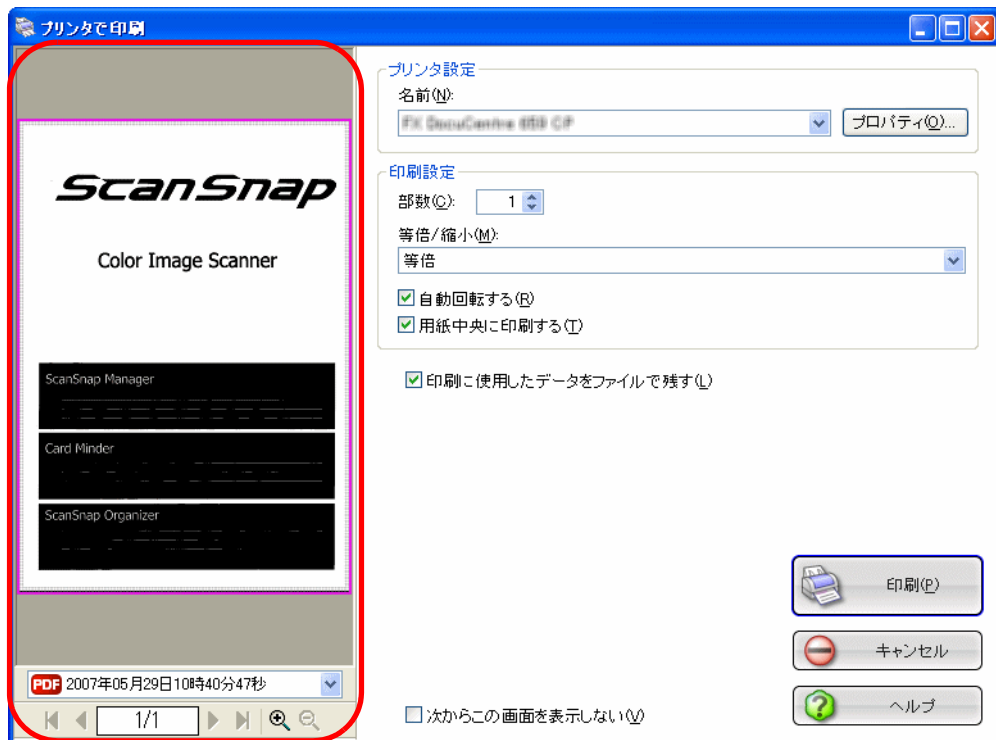 プリンタで印刷
ScanSnap
Color Image Scanner
ScanSnap Manager
Card Minder
ScanSnap Organizer
PDF 2007年05月29日10時40分47秒
1/1
プリンタ設定
名前(N):
プロパティ(O)...
印刷設定
部数(C): 1
等倍/縮小(M):
等倍
自動回転する(R)
用紙中央に印刷する(T)
印刷に使用したデータをファイルで残す(L)
印刷(P)
キャンセル
ヘルプ
次からこの画面を表示しない(V)